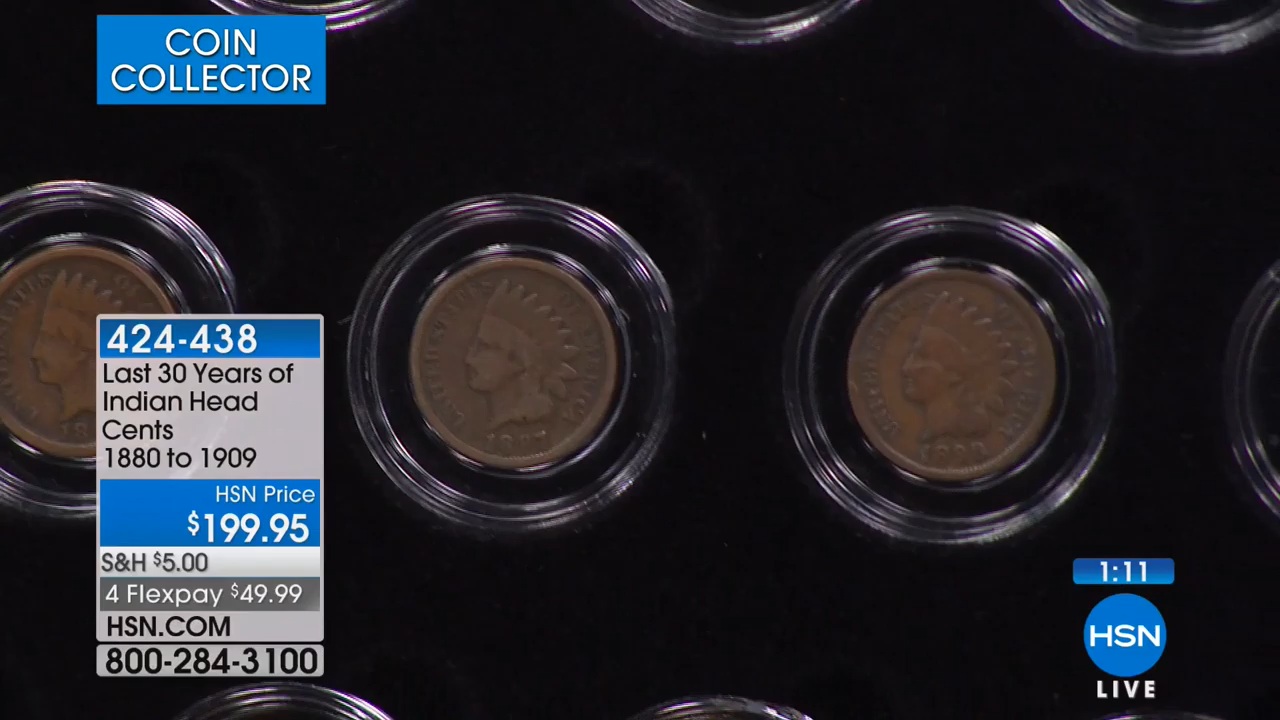 COIN
COLLECTOR
424-438
Last 30 Years of
Indian Head
Cents
1880 to 1909
HSN Price
$199.95
S&H $5.00
4 Flexpay $49.99
HSN.COM
800-284-3100
1:11
HSN
LIVE